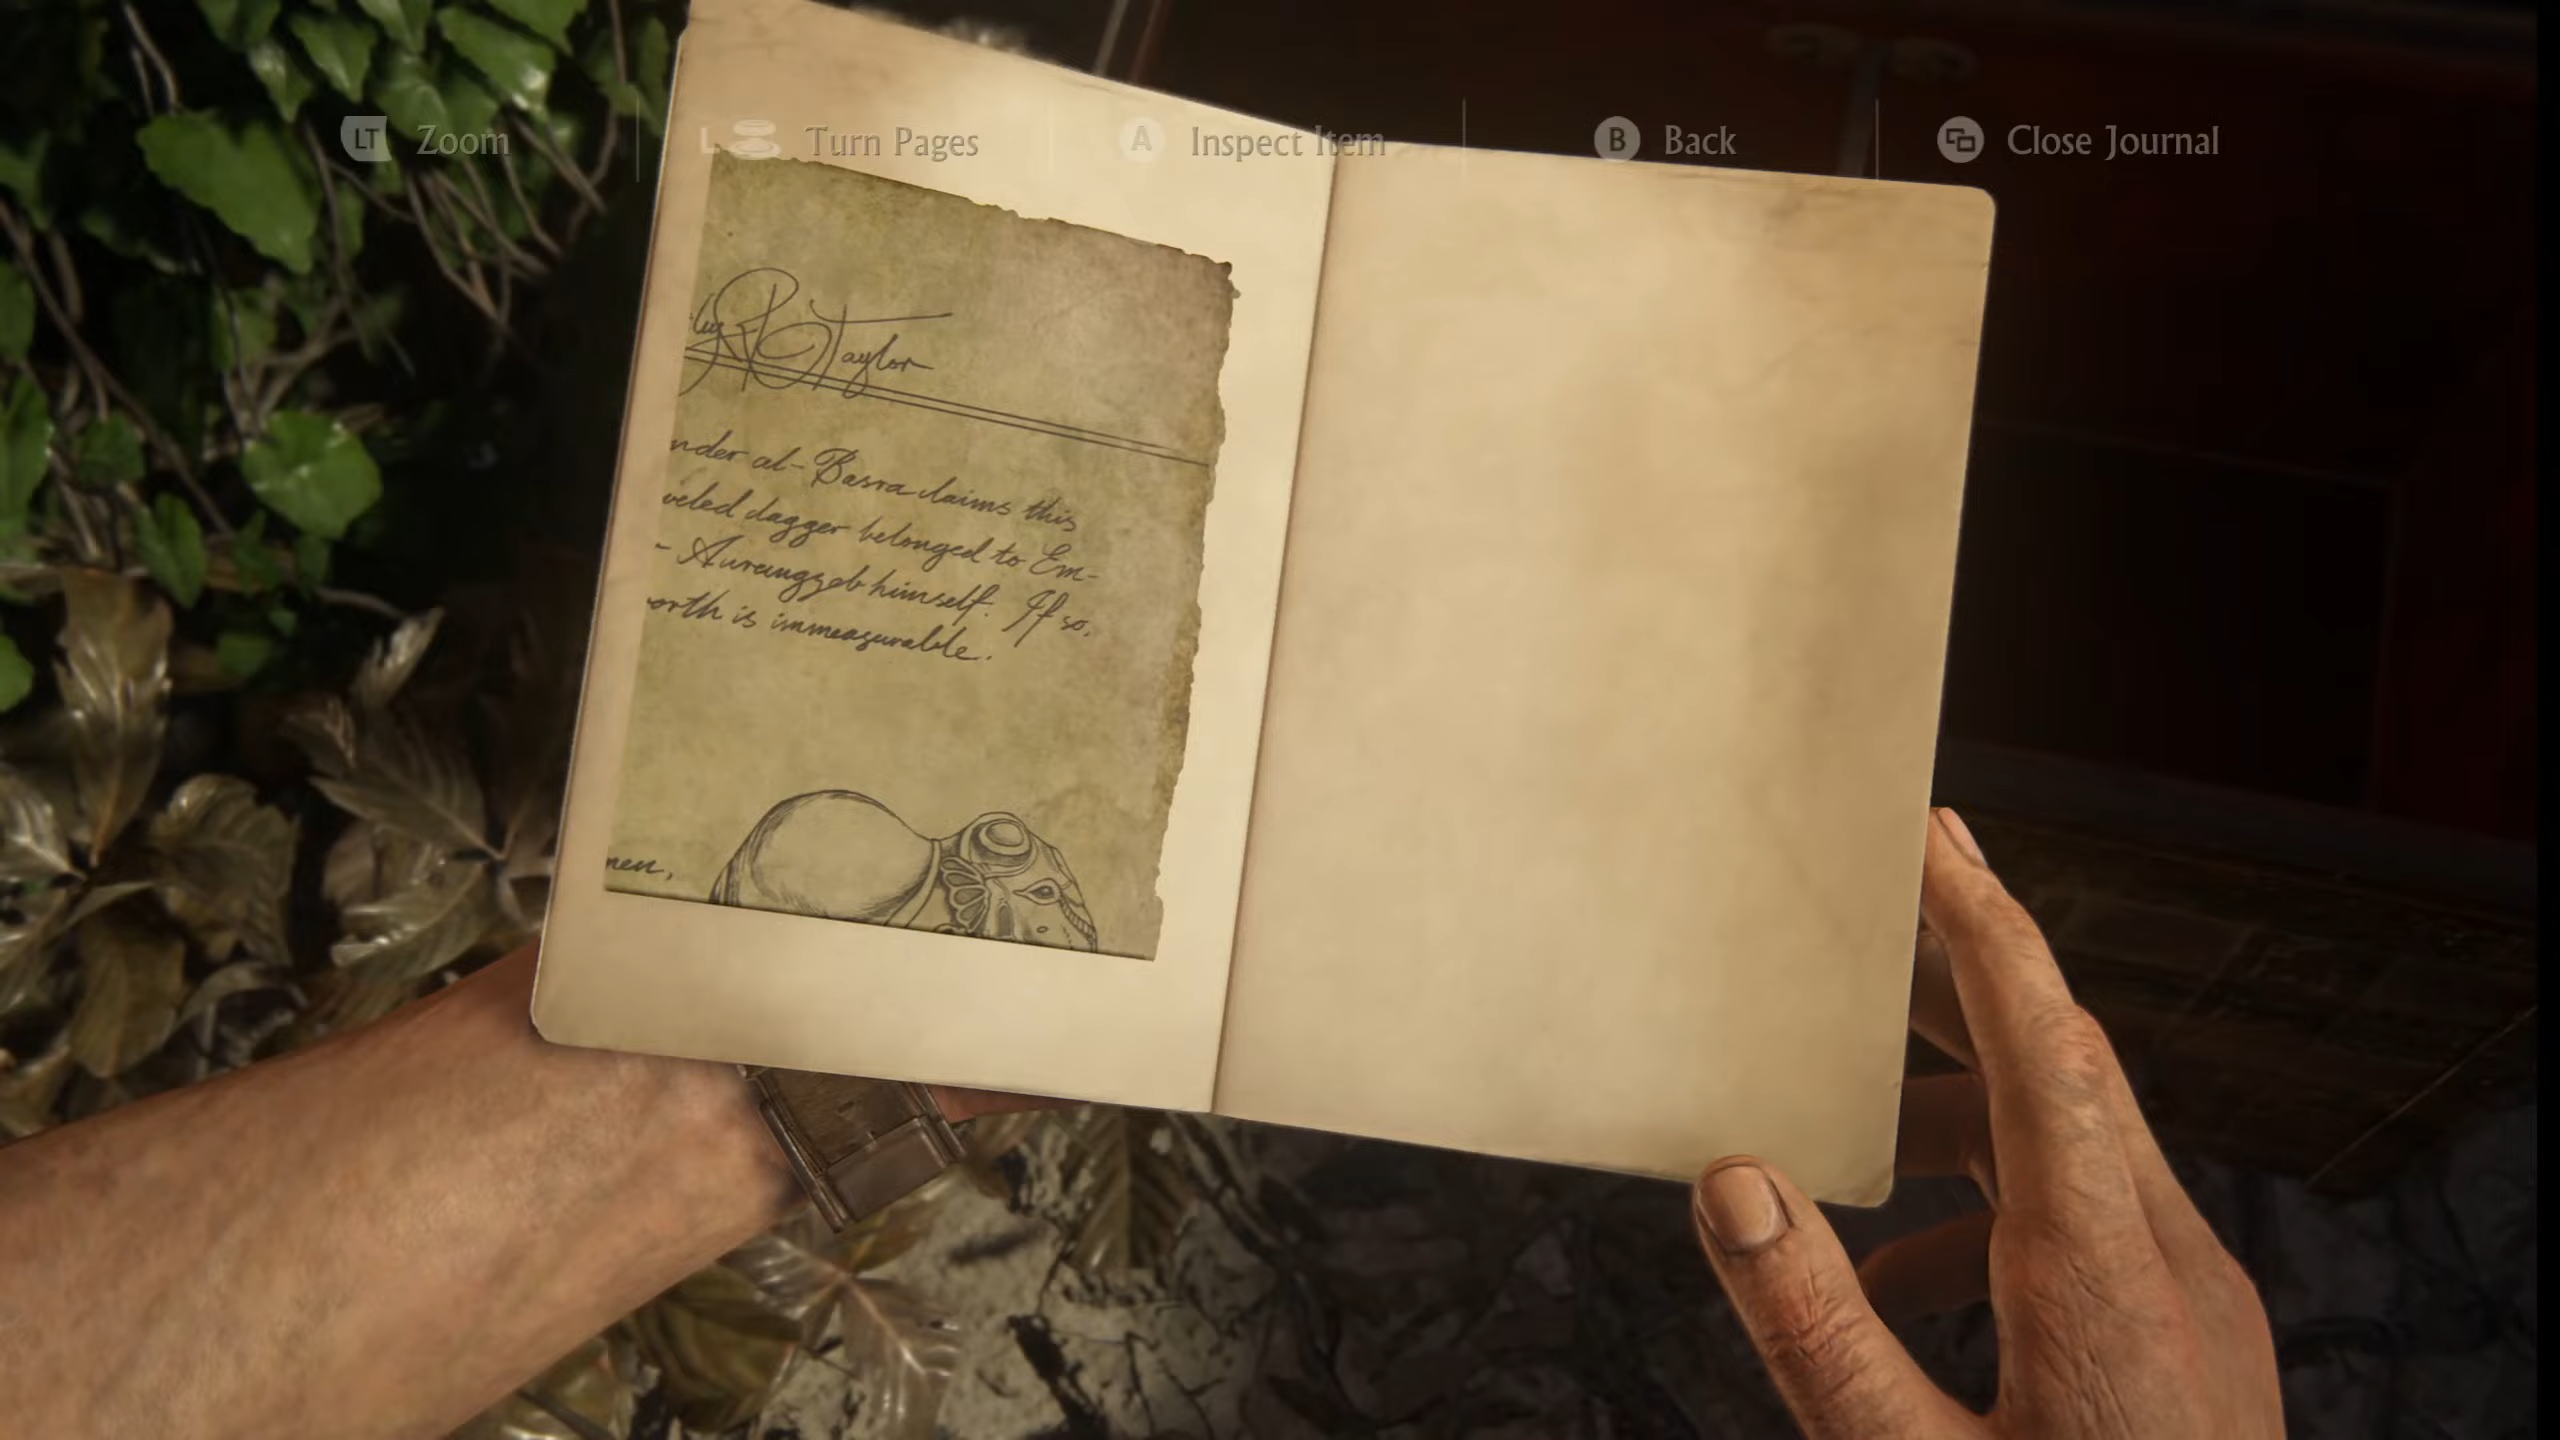 LT Zoom
L Turn Pages
A Inspect Item
B Back
Close Journal
R Taylor
nder al-Basra claims this
veled dagger belonged to Em-
- Aurangzeb himself. If so,
orth is immeasurable.
nen,